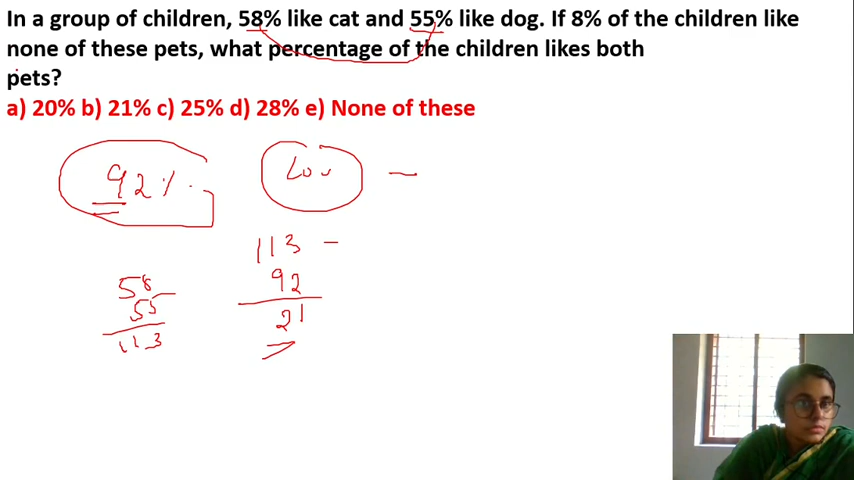 In a group of children, 58% like cat and 55% like dog. If 8% of the children like
none of these pets, what percentage of the children likes both
pets?
a) 20% b) 21% c) 25% d) 28% e) None of these
92%
113 -
58
92
55
21
113